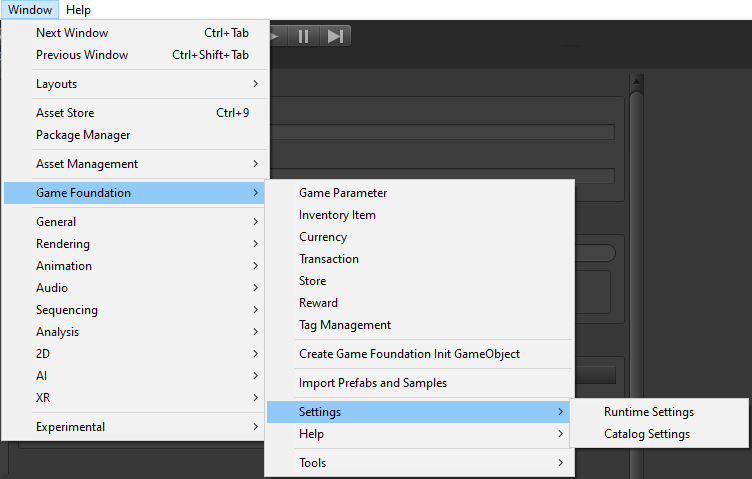 Window Help
Next Window Ctrl+Tab
Previous Window Ctrl+Shift+Tab
Layouts
Asset Store Ctrl+9
Package Manager
Asset Management
Game Foundation
General
Rendering
Animation
Audio
Sequencing
Analysis
2D
AI
XR
Experimental
Game Parameter
Inventory Item
Currency
Transaction
Store
Reward
Tag Management
Create Game Foundation Init GameObject
Import Prefabs and Samples
Settings
Help
Tools
Runtime Settings
Catalog Settings